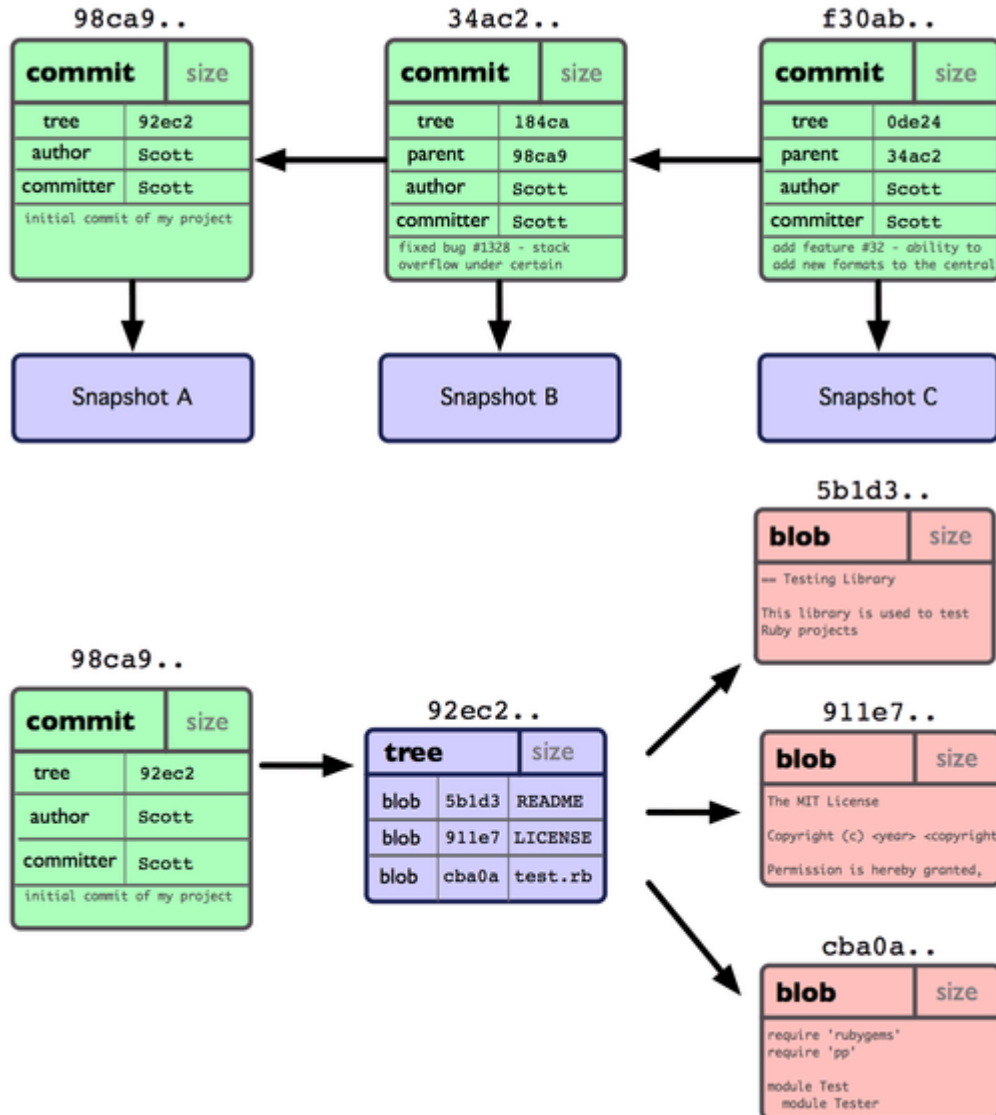 98ca9..
34ac2..
f30ab..
commit size
commit size
commit size
tree 92ec2
author Scott
committer Scott
initial commit of my project
tree 184ca
parent 98ca9
author Scott
committer Scott
fixed bug #1328 - stack
overflow under certain
tree 0de24
parent 34ac2
author Scott
committer Scott
add feature #32 - ability to
add new formats to the central
Snapshot A
Snapshot B
Snapshot C
98ca9..
commit size
tree 92ec2
author Scott
committer Scott
initial commit of my project
92ec2..
tree size
blob 5b1d3 README
blob 911e7 LICENSE
blob cba0a test.rb
5b1d3..
blob size
== Testing Library
This library is used to test
Ruby projects
911e7..
blob size
The MIT License
Copyright (c) <year> <copyright
Permission is hereby granted,
cba0a..
blob size
require 'rubygems'
require 'pp'
module Test
module Tester